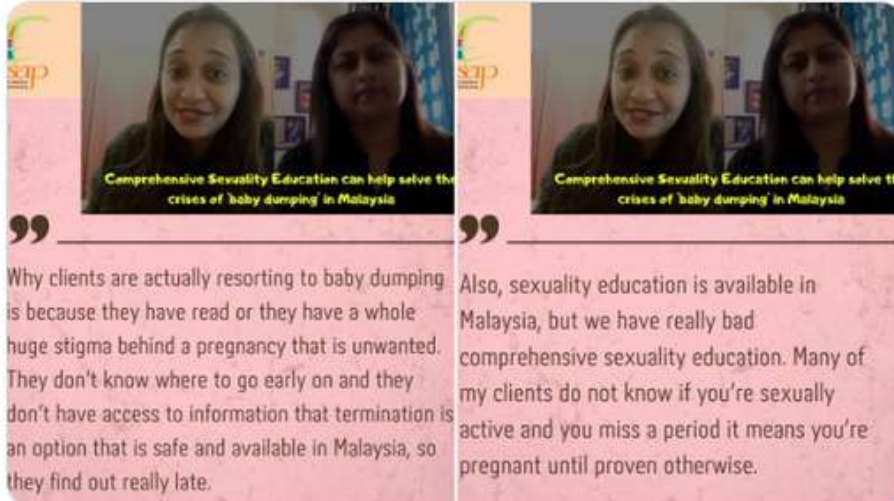 sap
Comprehensive Sexuality Education can help solve the
crises of 'baby dumping' in Malaysia
”
Why clients are actually resorting to baby dumping
is because they have read or they have a whole
huge stigma behind a pregnancy that is unwanted.
They don't know where to go early on and they
don't have access to information that termination is
an option that is safe and available in Malaysia, so
they find out really late.
Comprehensive Sexuality Education can help solve th
crises of 'baby dumping' in Malaysia
”
Also, sexuality education is available in
Malaysia, but we have really bad
comprehensive sexuality education. Many of
my clients do not know if you're sexually
active and you miss a period it means you're
pregnant until proven otherwise.
sap